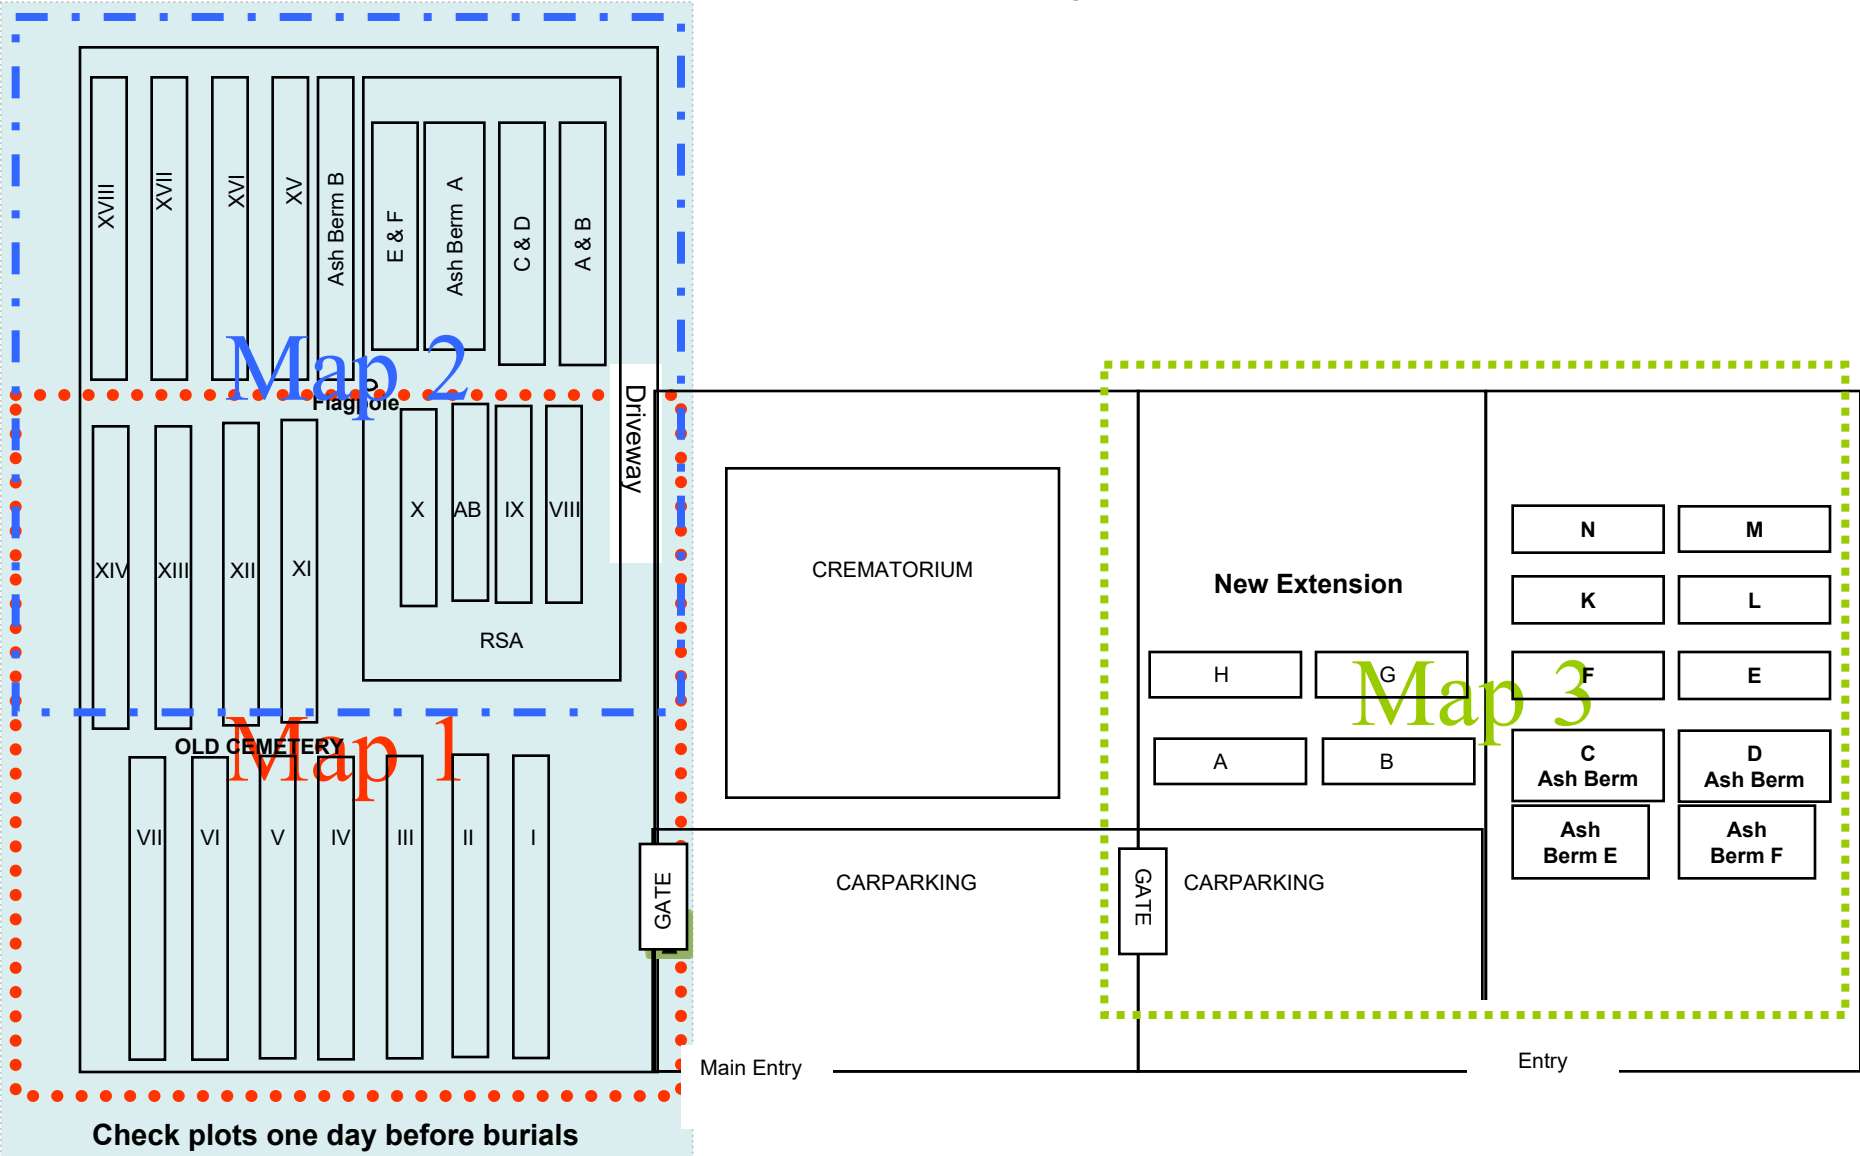 XVIII
XVII
XVI
XV
Ash Berm B
E & F
Ash Berm A
C & D
A & B
Map 2
Flagpole
Driveway
X
AB
IX
VIII
XIV
XIII
XII
XI
RSA
CREMATORIUM
New Extension
N
M
K
L
H
G
F
E
Map 3
OLD CEMETERY
Map 1
A
B
C
Ash Berm
D
Ash Berm
VII
VI
V
IV
III
II
I
Ash
Berm E
Ash
Berm F
GATE
CARPARKING
GATE
CARPARKING
Main Entry
Entry
Check plots one day before burials